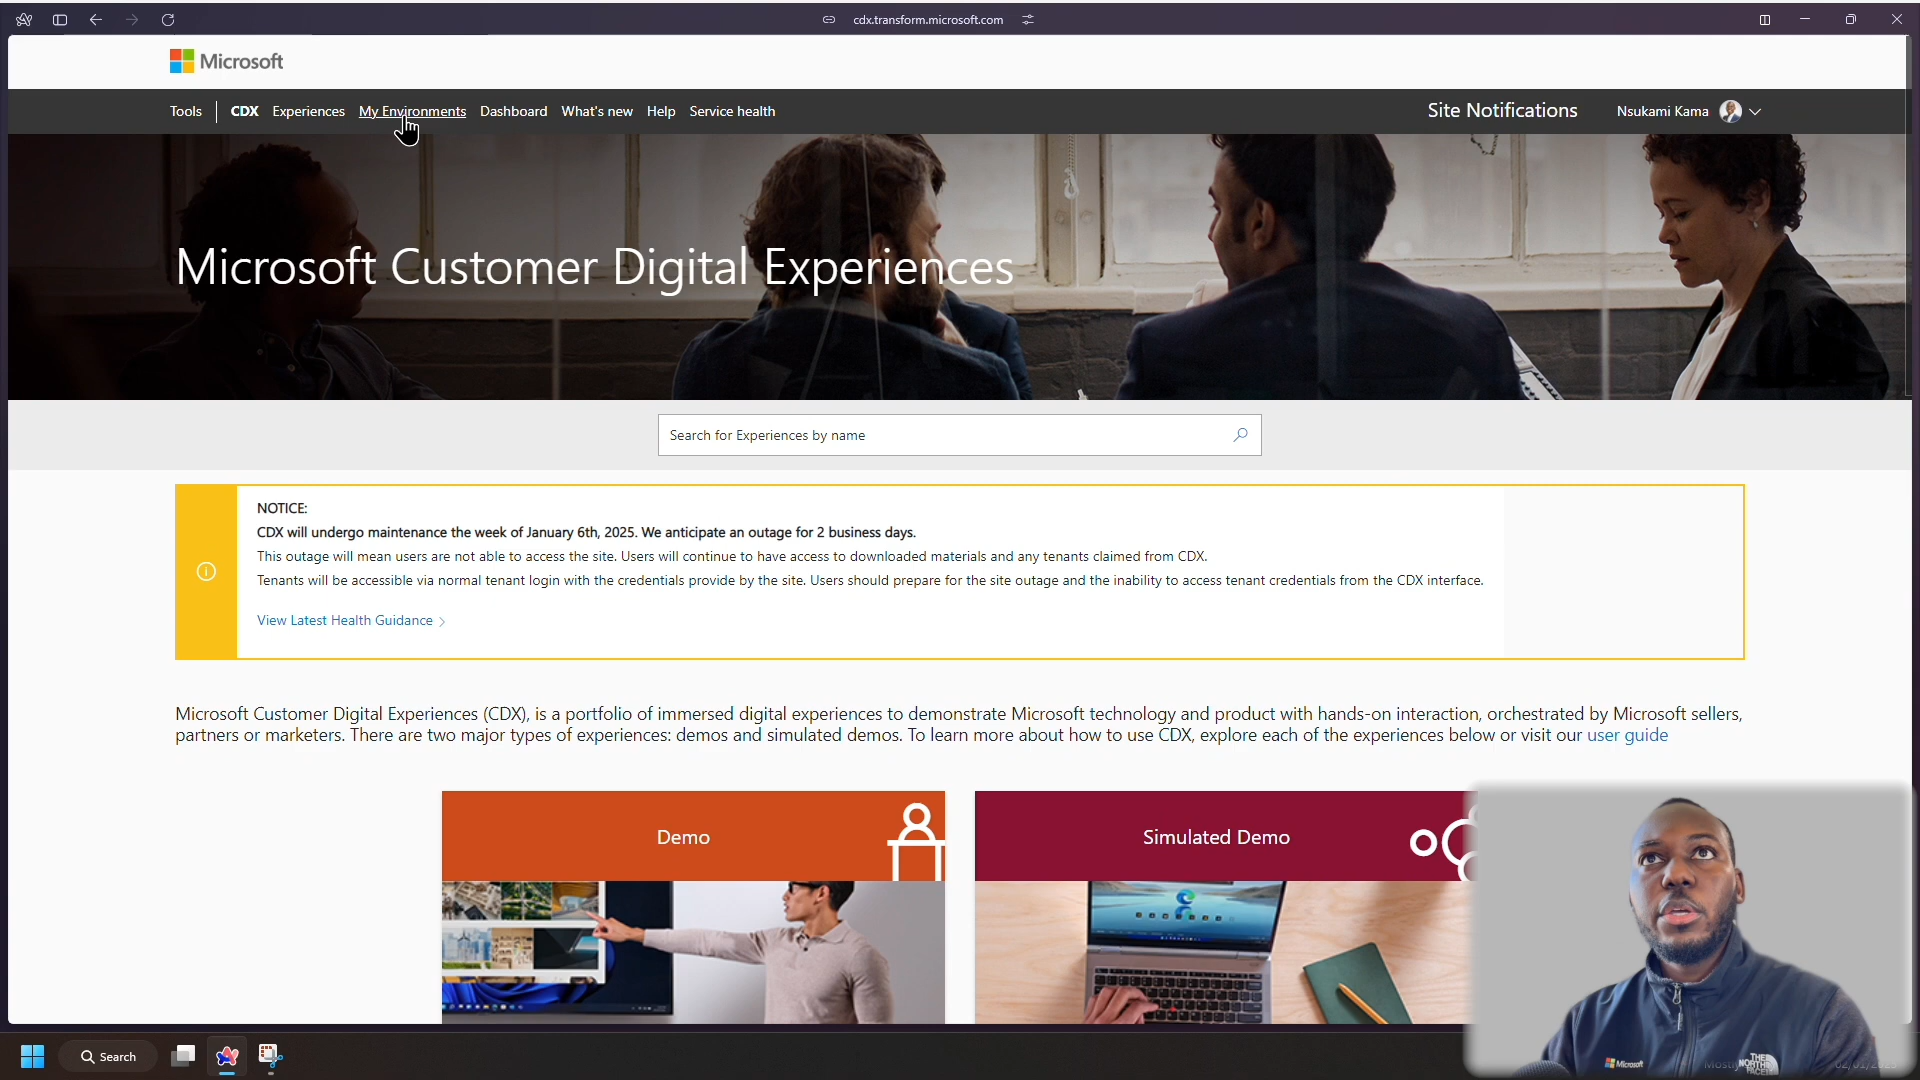 cdx.transform.microsoft.com
Microsoft
Tools CDX Experiences My Environments Dashboard What's new Help Service health Site Notifications Nsukami Kama
Microsoft Customer Digital Experiences
Search for Experiences by name
NOTICE:
CDX will undergo maintenance the week of January 6th, 2025. We anticipate an outage for 2 business days.
This outage will mean users are not able to access the site. Users will continue to have access to downloaded materials and any tenants claimed from CDX.
Tenants will be accessible via normal tenant login with the credentials provide by the site. Users should prepare for the site outage and the inability to access tenant credentials from the CDX interface.
View Latest Health Guidance
Microsoft Customer Digital Experiences (CDX), is a portfolio of immersed digital experiences to demonstrate Microsoft technology and product with hands-on interaction, orchestrated by Microsoft sellers,
partners or marketers. There are two major types of experiences: demos and simulated demos. To learn more about how to use CDX, explore each of the experiences below or visit our user guide
Demo
Simulated Demo
Search
Microsoft
THE NORTH FACE